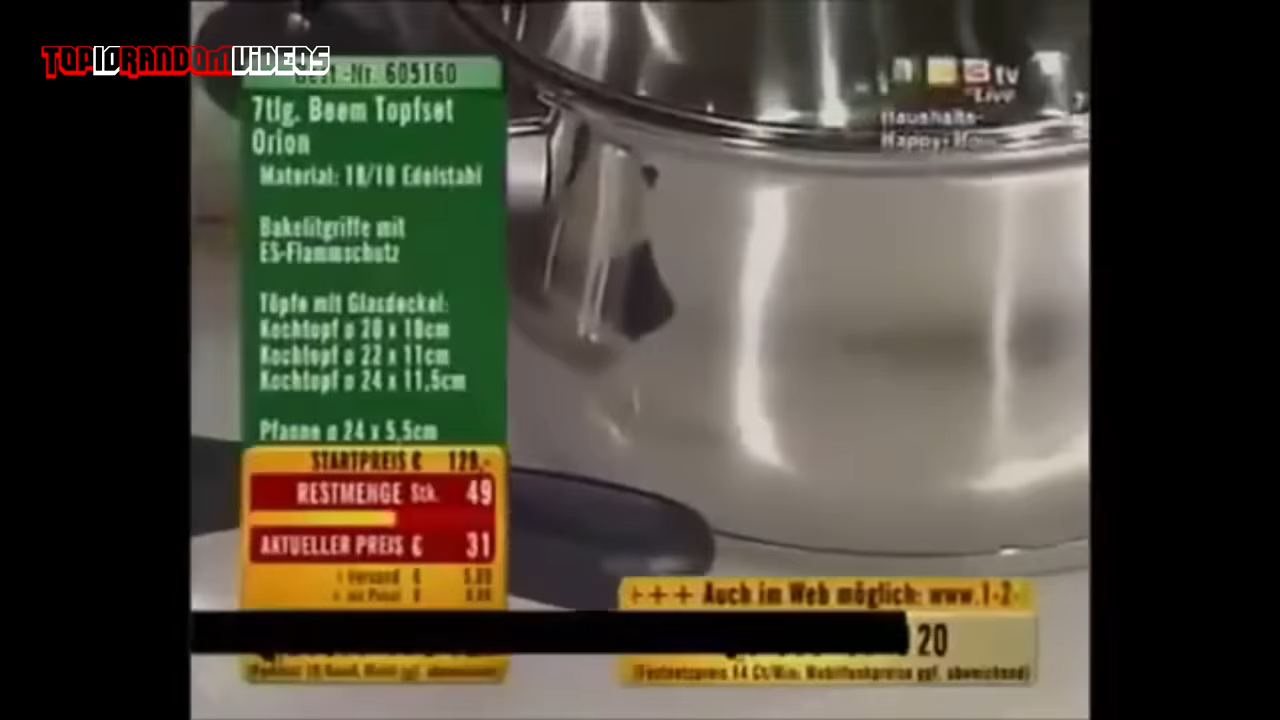 TOP10RANDOMVIDEOS
Best.-Nr. 605160
7tlg. Beem Topfset
Orion
Material: 18/10 Edelstahl
Bakelitgriffe mit
ES-Flammschutz
Töpfe mit Glasdeckel:
Kochtopf ø 20 x 10cm
Kochtopf ø 22 x 11cm
Kochtopf ø 24 x 11,5cm
Pfanne ø 24 x 5,5cm
STARTPREIS € 129,-
RESTMENGE Stk. 49
AKTUELLER PREIS € 31
Versand €
tv
Live
Haushalts-
Happy-
+++ Auch im Web möglich: www.1-2-
20
(Festnetzpreis 14 Ct/Min, Mobilfunkpreise ggf. abweichend)